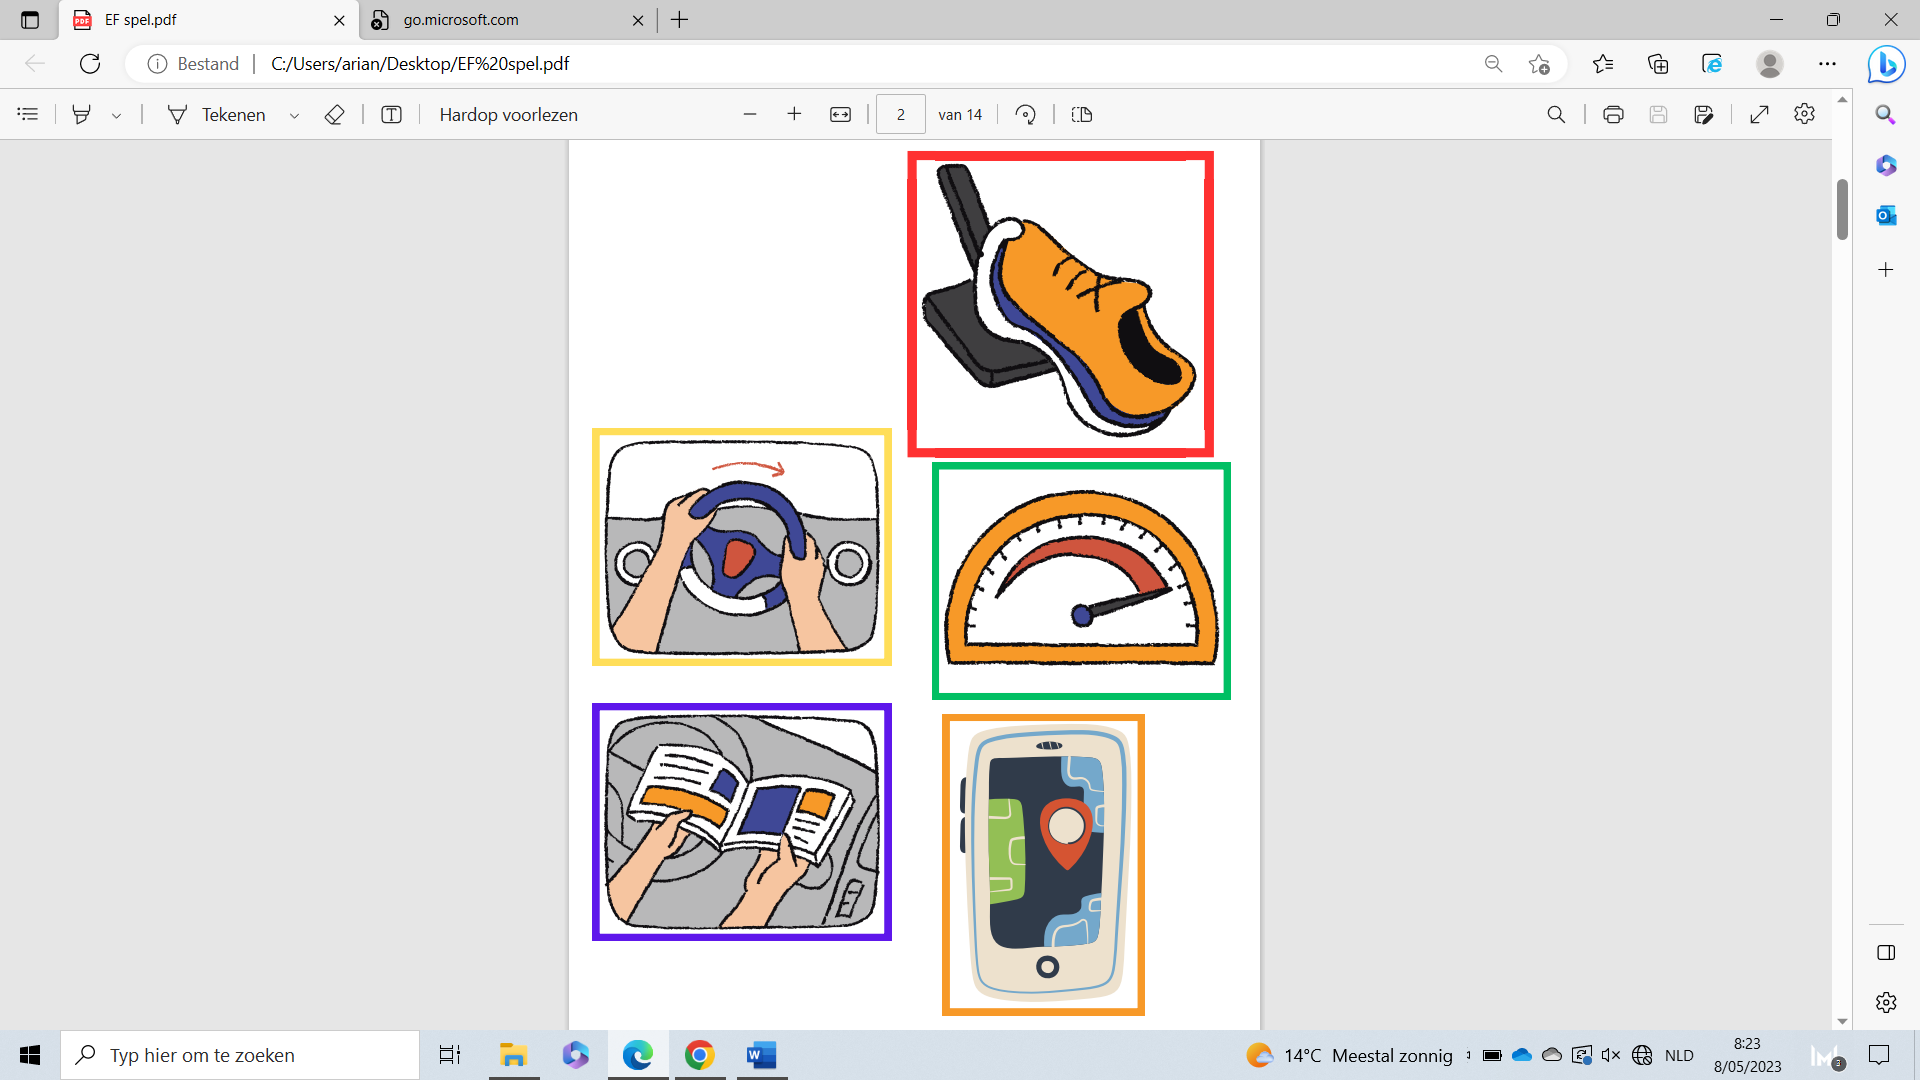 EF spel.pdf
go.microsoft.com
Bestand
C:/Users/arian/Desktop/EF%20spel.pdf
Tekenen
Hardop voorlezen
2
van 14
Typ hier om te zoeken
14°C Meestal zonnig
NLD
8:23
8/05/2023
3